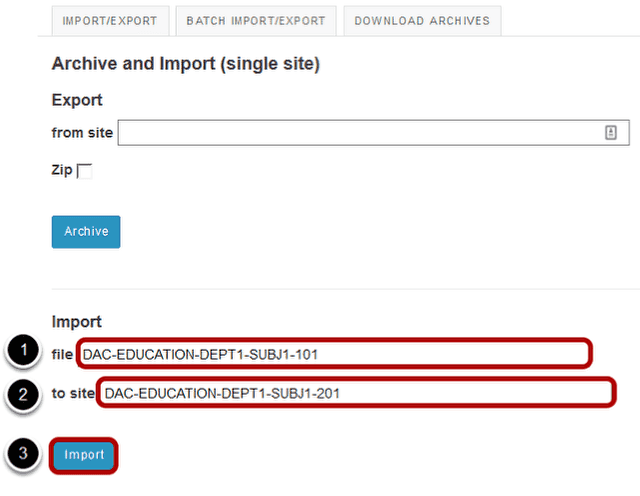 IMPORT/EXPORT BATCH IMPORT/EXPORT DOWNLOAD ARCHIVES
Archive and Import (single site)
Export
from site
Zip
Archive
Import
1 file DAC-EDUCATION-DEPT1-SUBJ1-101
2 to site DAC-EDUCATION-DEPT1-SUBJ1-201
3 Import